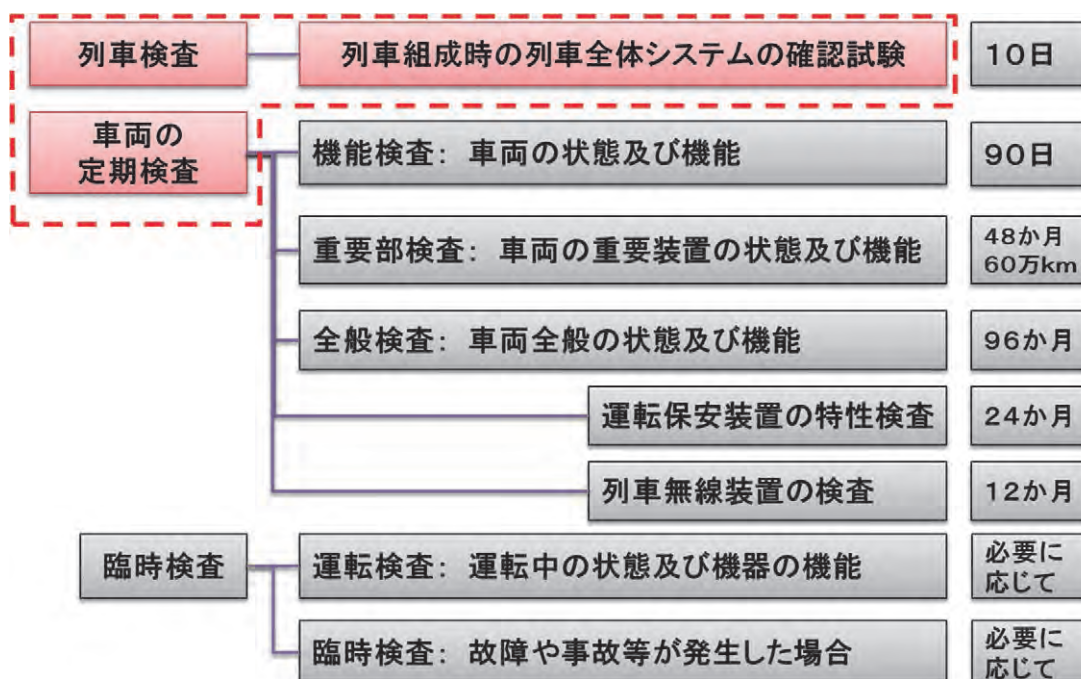 列車検査
列車組成時の列車全体システムの確認試験
10日
車両の
定期検査
機能検査: 車両の状態及び機能
90日
重要部検査: 車両の重要装置の状態及び機能
48か月
60万km
全般検査: 車両全般の状態及び機能
96か月
運転保安装置の特性検査
24か月
列車無線装置の検査
12か月
臨時検査
運転検査: 運転中の状態及び機器の機能
必要に
応じて
臨時検査: 故障や事故等が発生した場合
必要に
応じて